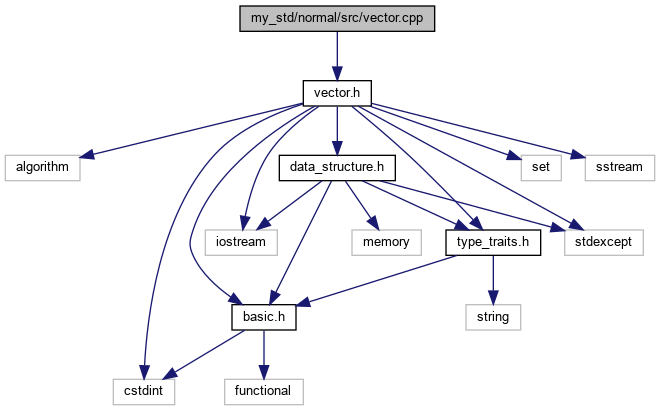 my_std/normal/src/vector.cpp
vector.h
algorithm
data_structure.h
set
sstream
iostream
memory
type_traits.h
stdexcept
basic.h
string
cstdint
functional